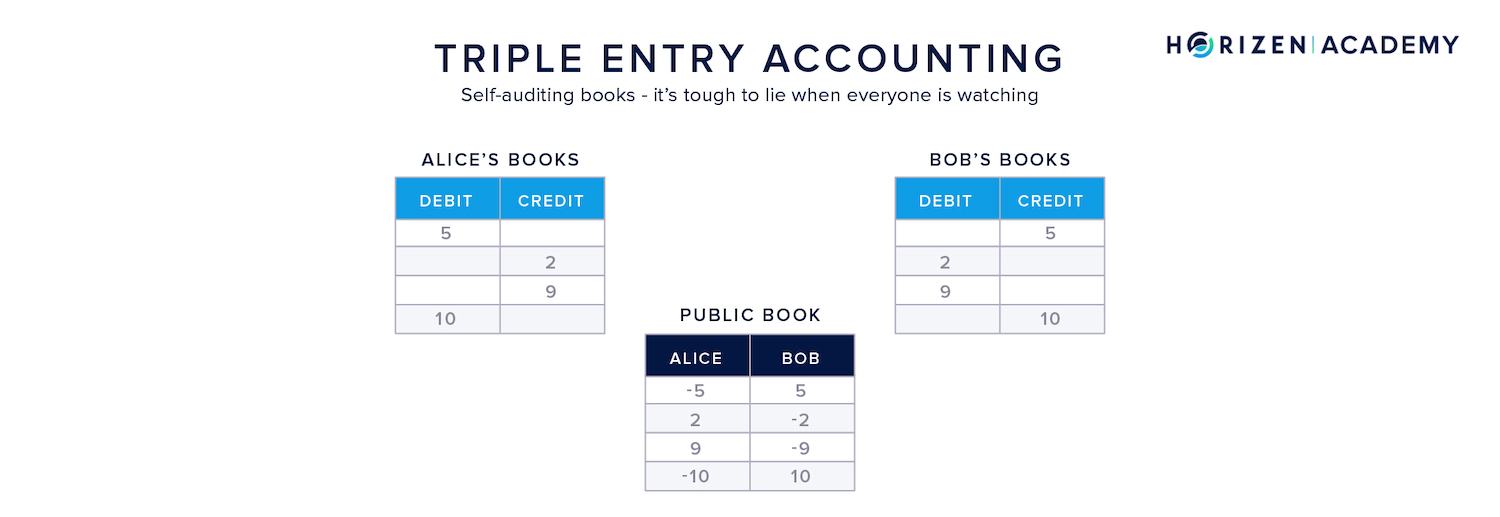 TRIPLE ENTRY ACCOUNTING
HORIZEN | ACADEMY
Self-auditing books - it's tough to lie when everyone is watching
ALICE'S BOOKS
DEBIT CREDIT
5
2
9
10
BOB'S BOOKS
DEBIT CREDIT
5
2
9
10
PUBLIC BOOK
ALICE BOB
-5 5
2 -2
9 -9
-10 10